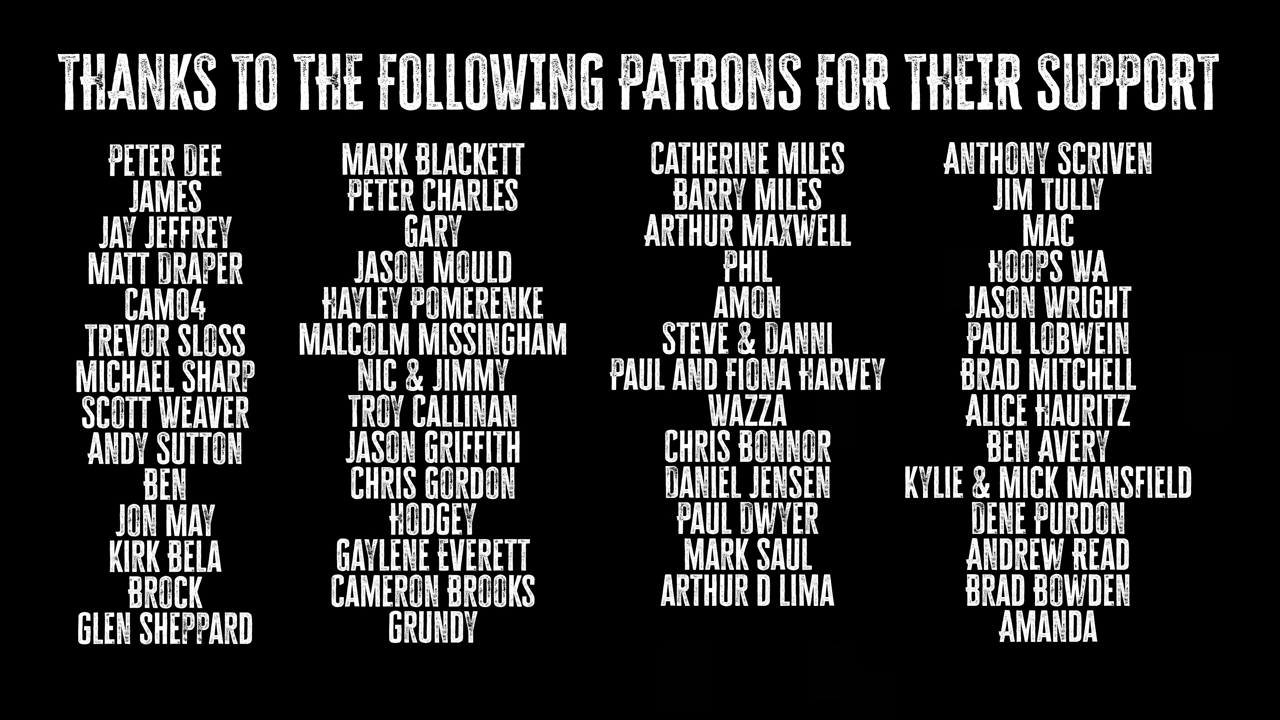 THANKS TO THE FOLLOWING PATRONS FOR THEIR SUPPORT
PETER DEE
JAMES
JAY JEFFREY
MATT DRAPER
CAMO4
TREVOR SLOSS
MICHAEL SHARP
SCOTT WEAVER
ANDY SUTTON
BEN
JON MAY
KIRK BELA
BROCK
GLEN SHEPPARD
MARK BLACKETT
PETER CHARLES
GARY
JASON MOULD
HAYLEY POMERENKE
MALCOLM MISSINGHAM
NIC & JIMMY
TROY CALLINAN
JASON GRIFFITH
CHRIS GORDON
HODGEY
GAYLENE EVERETT
CAMERON BROOKS
GRUNDY
CATHERINE MILES
BARRY MILES
ARTHUR MAXWELL
PHIL
AMON
STEVE & DANNI
PAUL AND FIONA HARVEY
WAZZA
CHRIS BONNOR
DANIEL JENSEN
PAUL DWYER
MARK SAUL
ARTHUR D LIMA
ANTHONY SCRIVEN
JIM TULLY
MAC
HOOPS WA
JASON WRIGHT
PAUL LOBWEIN
BRAD MITCHELL
ALICE HAURITZ
BEN AVERY
KYLIE & MICK MANSFIELD
DENE PURDON
ANDREW READ
BRAD BOWDEN
AMANDA